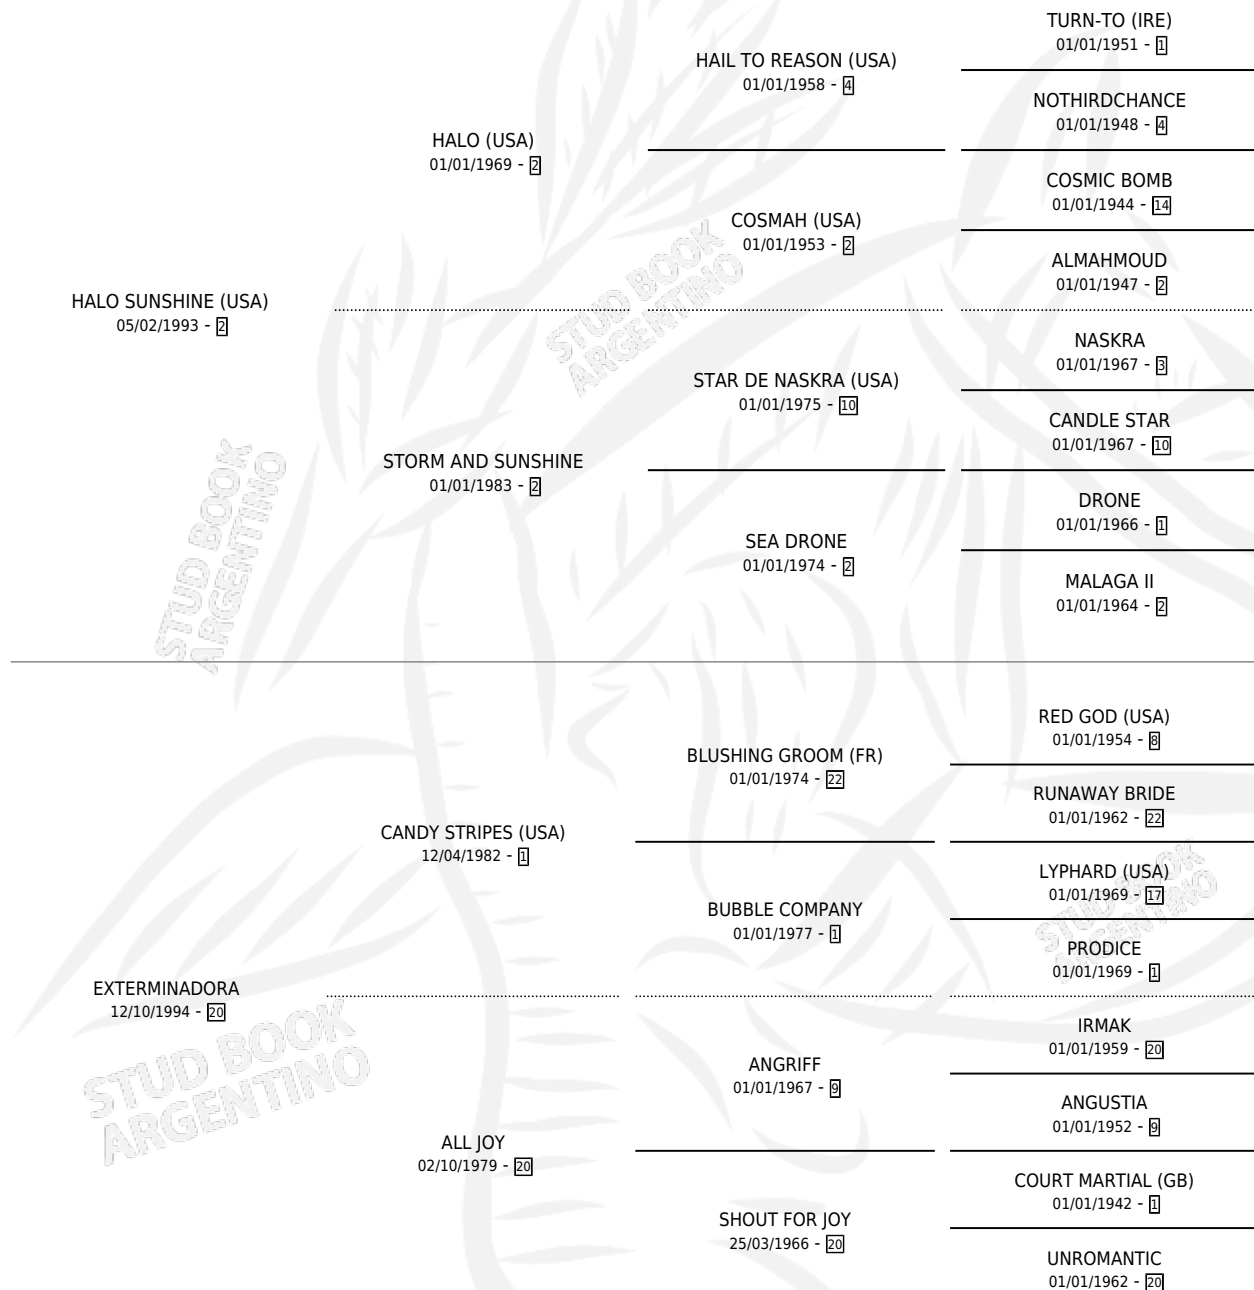 TURN-TO (IRE)
01/01/1951 - 1
HAIL TO REASON (USA)
01/01/1958 - 4
NOTHIRDCHANCE
01/01/1948 - 4
HALO (USA)
01/01/1969 - 2
COSMIC BOMB
01/01/1944 - 14
COSMAH (USA)
01/01/1953 - 2
ALMAHMOUD
01/01/1947 - 2
HALO SUNSHINE (USA)
05/02/1993 - 2
NASKRA
01/01/1967 - 3
STAR DE NASKRA (USA)
01/01/1975 - 10
CANDLE STAR
01/01/1967 - 10
STORM AND SUNSHINE
01/01/1983 - 2
DRONE
01/01/1966 - 1
SEA DRONE
01/01/1974 - 2
MALAGA II
01/01/1964 - 2
RED GOD (USA)
01/01/1954 - 8
BLUSHING GROOM (FR)
01/01/1974 - 22
RUNAWAY BRIDE
01/01/1962 - 22
CANDY STRIPES (USA)
12/04/1982 - 1
LYPHARD (USA)
01/01/1969 - 17
BUBBLE COMPANY
01/01/1977 - 1
PRODICE
01/01/1969 - 1
EXTERMINADORA
12/10/1994 - 20
IRMAK
01/01/1959 - 20
ANGRIFF
01/01/1967 - 9
ANGUSTIA
01/01/1952 - 9
ALL JOY
02/10/1979 - 20
COURT MARTIAL (GB)
01/01/1942 - 1
SHOUT FOR JOY
25/03/1966 - 20
UNROMANTIC
01/01/1962 - 20
STUD BOOK
ARGENTINO
STUD BOOK
ARGENTINO
STUD BOOK
ARGENTINO
STUD BOOK
ARGENTINO